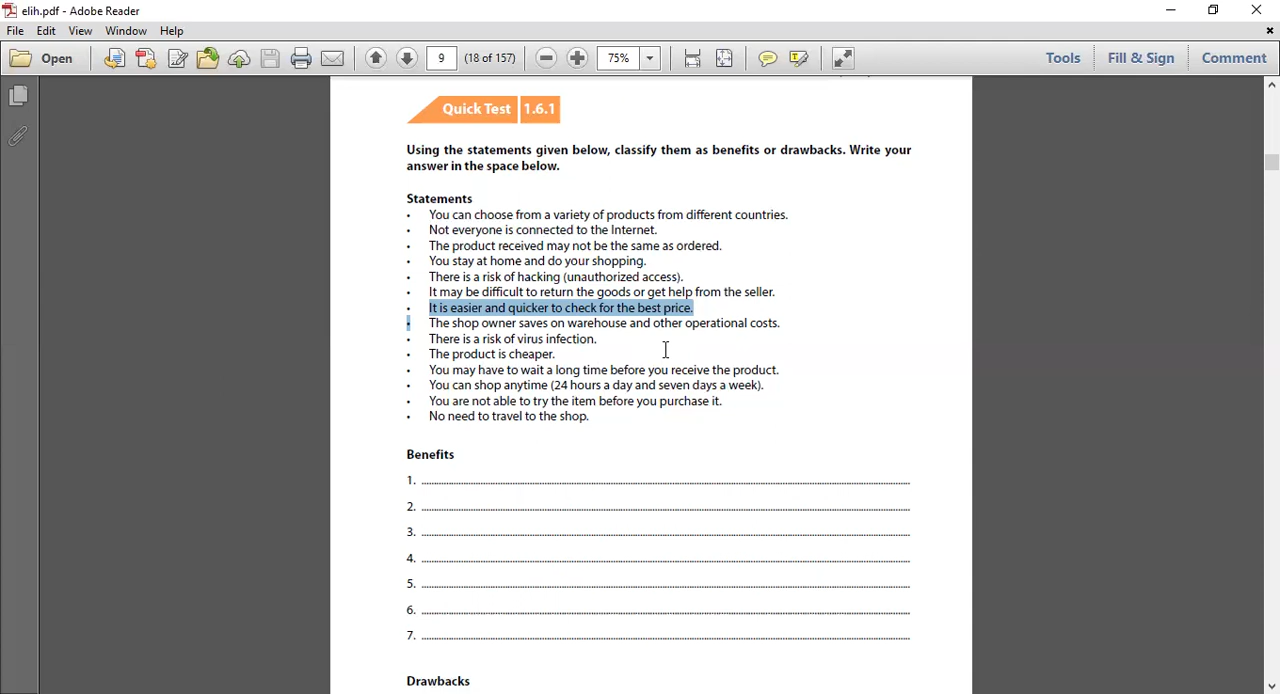 elih.pdf - Adobe Reader
File Edit View Window Help
Open 9 (18 of 157) 75% Tools Fill & Sign Comment
Quick Test 1.6.1
Using the statements given below, classify them as benefits or drawbacks. Write your
answer in the space below.
Statements
• You can choose from a variety of products from different countries.
• Not everyone is connected to the Internet.
• The product received may not be the same as ordered.
• You stay at home and do your shopping.
• There is a risk of hacking (unauthorized access).
• It may be difficult to return the goods or get help from the seller.
• It is easier and quicker to check for the best price.
• The shop owner saves on warehouse and other operational costs.
• There is a risk of virus infection.
• The product is cheaper.
• You may have to wait a long time before you receive the product.
• You can shop anytime (24 hours a day and seven days a week).
• You are not able to try the item before you purchase it.
• No need to travel to the shop.
Benefits
1.
2.
3.
4.
5.
6.
7.
Drawbacks